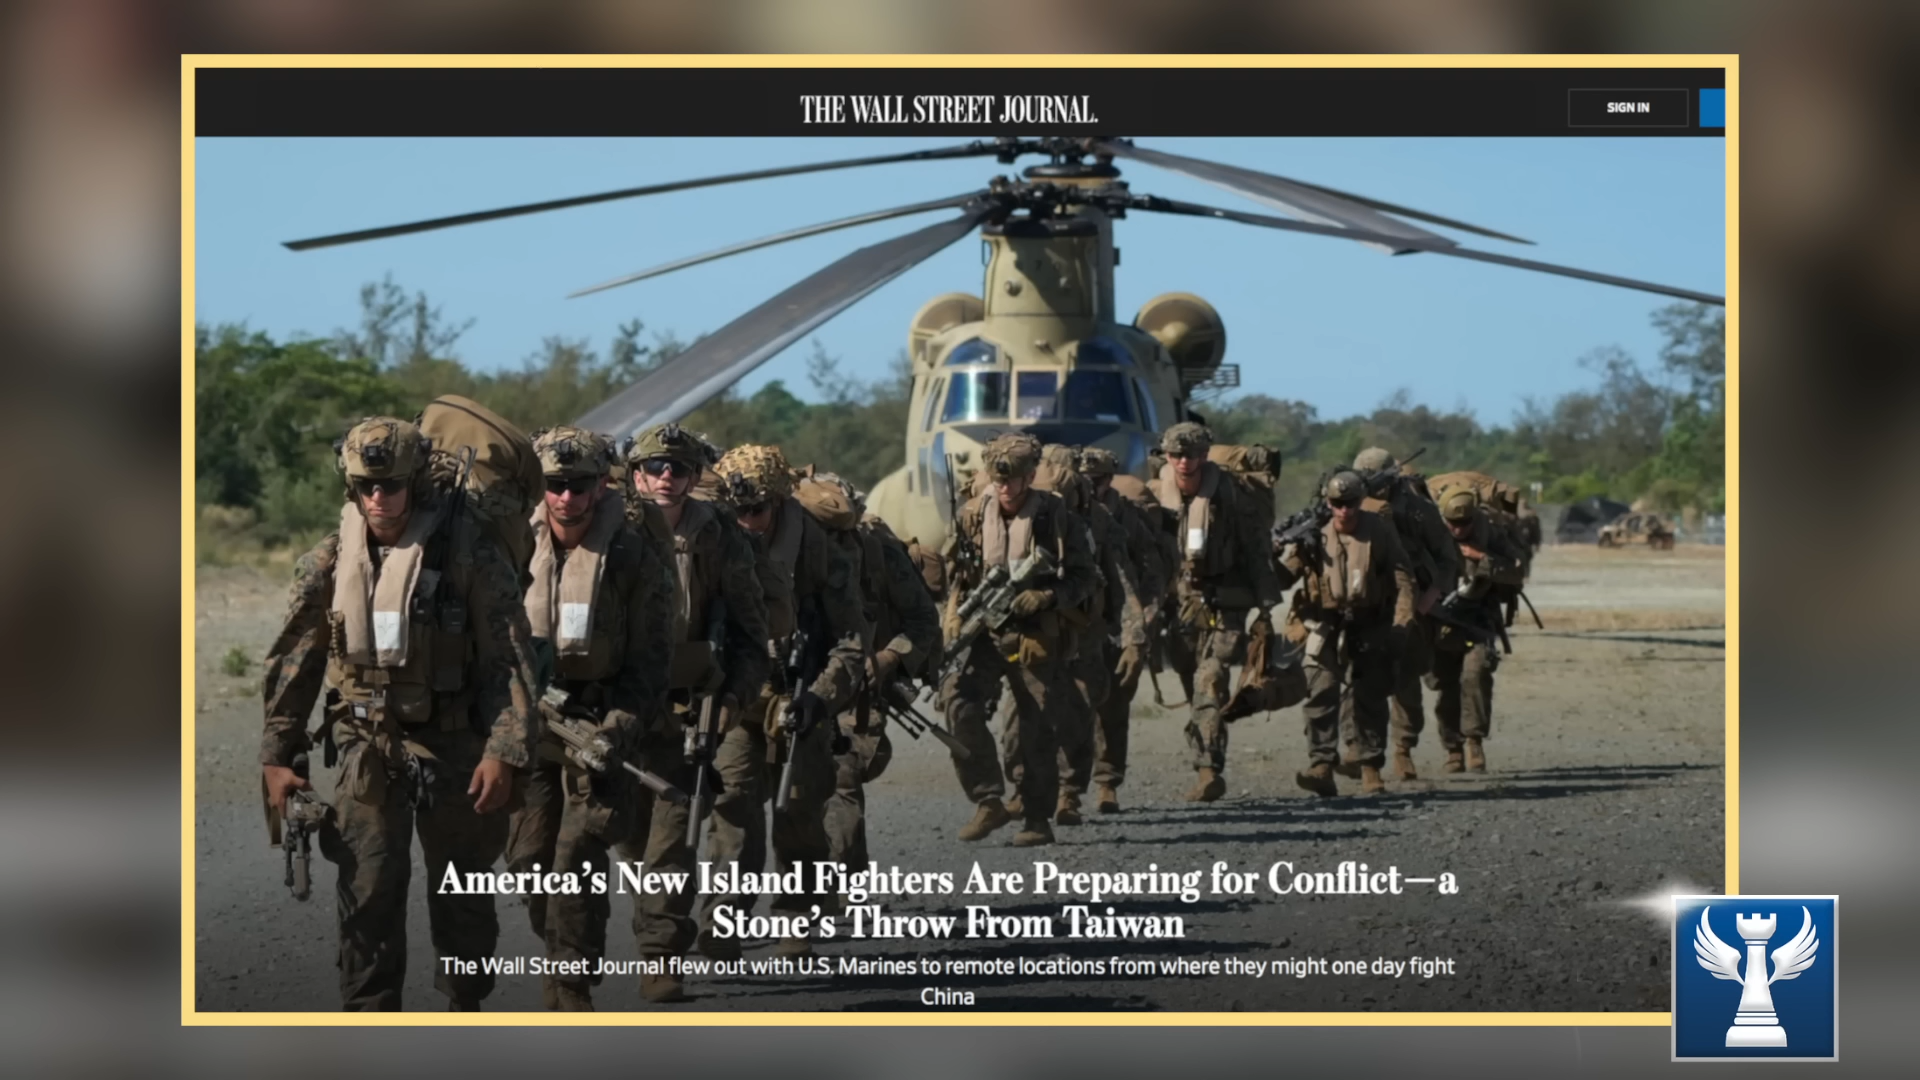 THE WALL STREET JOURNAL.
SIGN IN
America's New Island Fighters Are Preparing for Conflict—a
Stone's Throw From Taiwan
The Wall Street Journal flew out with U.S. Marines to remote locations from where they might one day fight
China